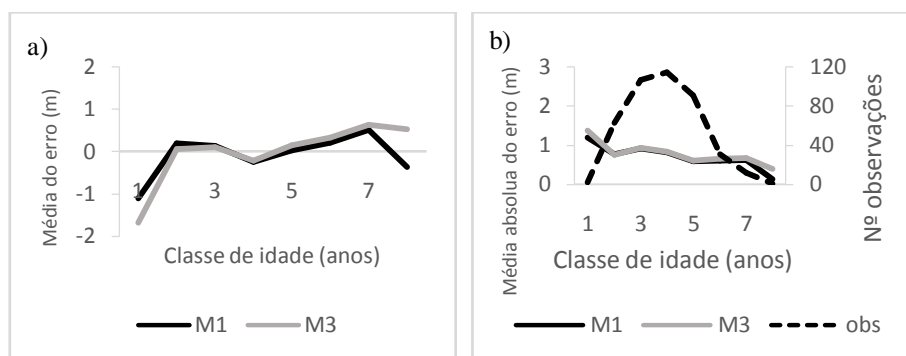 a)
Média do erro (m)
2
1
0
-1
-2
1 3 5 7
Classe de idade (anos)
M1 M3
b)
Média absolua do erro (m)
3
2
1
0
120
80
40
0
Nº observações
1 3 5 7
Classe de idade (anos)
M1 M3 obs